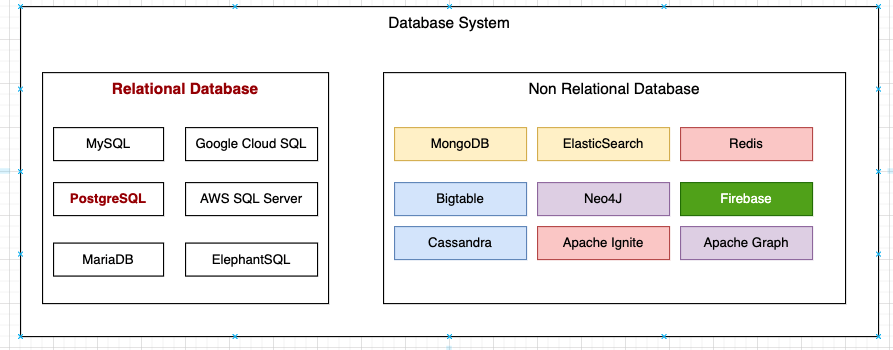 Database System
Relational Database
MySQL
Google Cloud SQL
PostgreSQL
AWS SQL Server
MariaDB
ElephantSQL
Non Relational Database
MongoDB
ElasticSearch
Redis
Bigtable
Neo4J
Firebase
Cassandra
Apache Ignite
Apache Graph